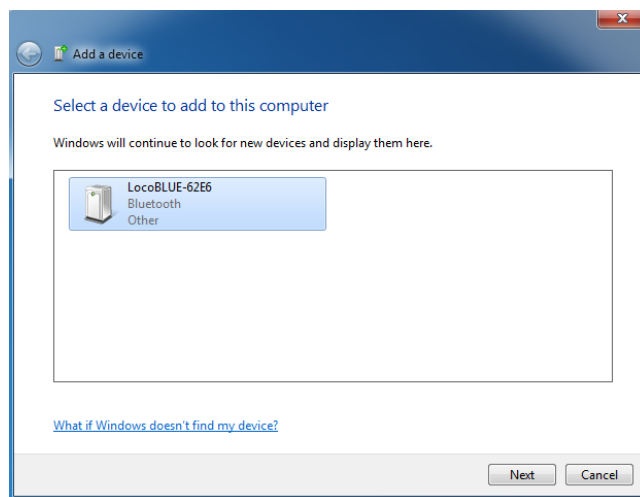 Add a device
Select a device to add to this computer
Windows will continue to look for new devices and display them here.
LocoBLUE-62E6
Bluetooth
Other
What if Windows doesn't find my device?
Next Cancel